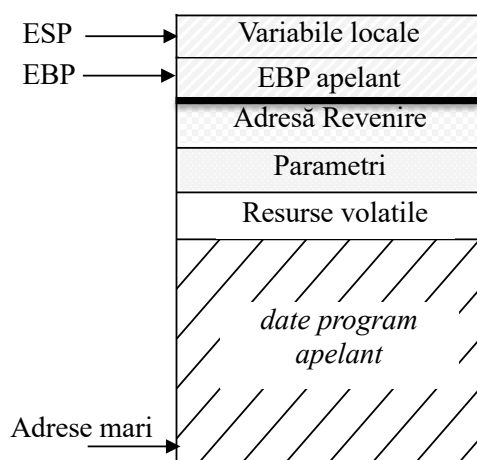 ESP
Variabile locale
EBP
EBP apelant
Adresă Revenire
Parametri
Resurse volatile
date program
apelant
Adrese mari